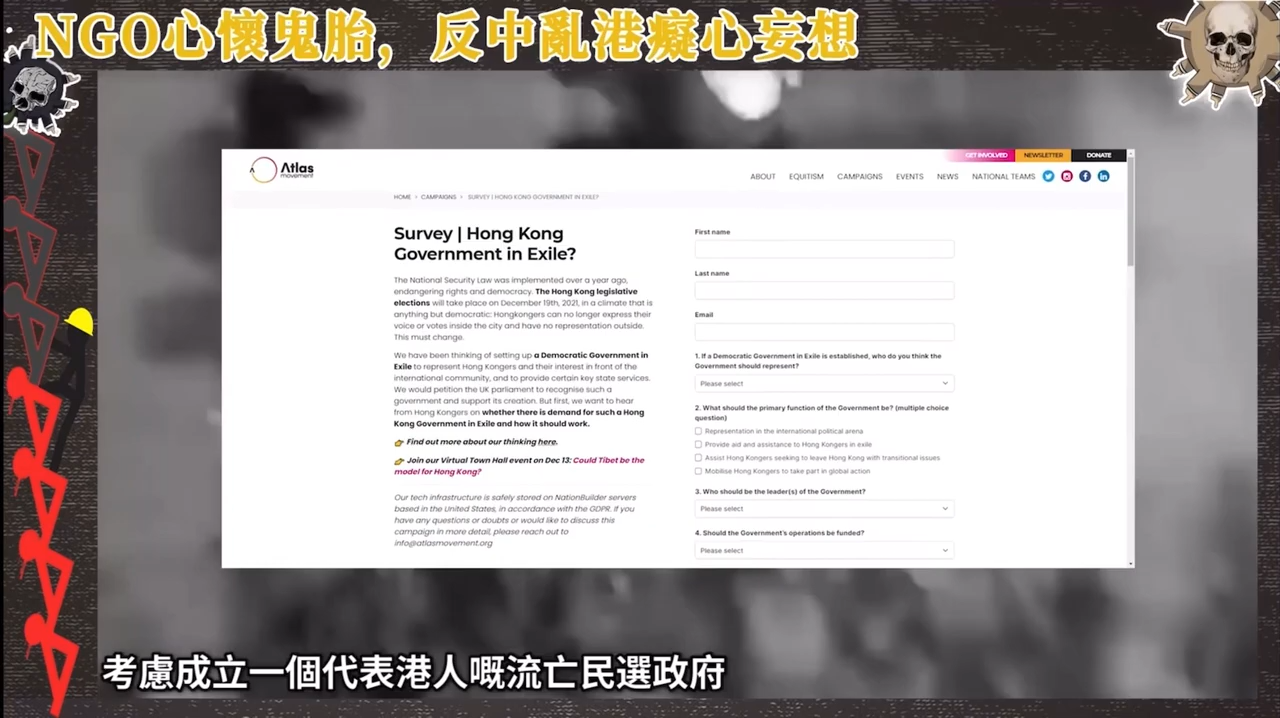 NGO心懷鬼胎，反中亂港癡心妄想
Atlas
movement
GET INVOLVED NEWSLETTER DONATE
ABOUT EQUITISM CAMPAIGNS EVENTS NEWS NATIONAL TEAMS
HOME > CAMPAIGNS > SURVEY | HONG KONG GOVERNMENT IN EXILE?
Survey | Hong Kong
Government in Exile?
The National Security Law was implemented over a year ago,
endangering rights and democracy. The Hong Kong legislative
elections will take place on December 19th, 2021, in a climate that is
anything but democratic: Hongkongers can no longer express their
voice or votes inside the city and have no representation outside.
This must change.
We have been thinking of setting up a Democratic Government in
Exile to represent Hong Kongers and their interest in front of the
international community, and to provide certain key state services.
We would petition the UK parliament to recognise such a
government and support its creation. But first, we want to hear
from Hong Kongers on whether there is demand for such a Hong
Kong Government in Exile and how it should work.
👉 Find out more about our thinking here.
👉 Join our Virtual Town Hall event on Dec 13: Could Tibet be the
model for Hong Kong?
Our tech infrastructure is safely stored on NationBuilder servers
based in the United States, in accordance with the GDPR. If you
have any questions or doubts or would like to discuss this
campaign in more detail, please reach out to
info@atlasmovement.org
First name
Last name
Email
1. If a Democratic Government in Exile is established, who do you think the
Government should represent?
Please select
2. What should the primary function of the Government be? (multiple choice
question)
Representation in the international political arena
Provide aid and assistance to Hong Kongers in exile
Assist Hong Kongers seeking to leave Hong Kong with transitional issues
Mobilise Hong Kongers to take part in global action
3. Who should be the leader(s) of the Government?
Please select
4. Should the Government's operations be funded?
Please select
考慮成立一個代表港人嘅流亡民選政府